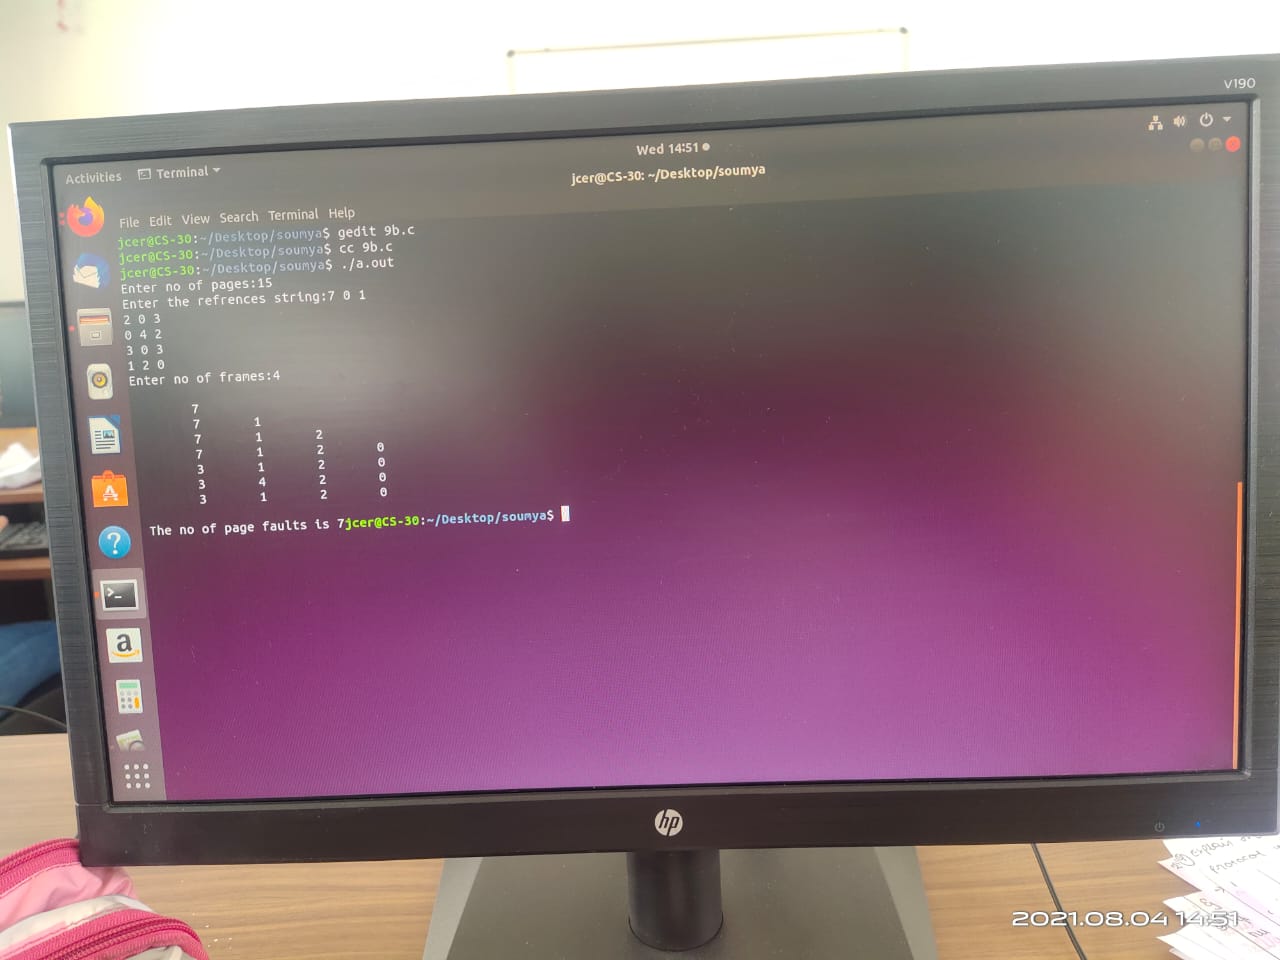 V190
Wed 14:51
Activities
Terminal
jcer@CS-30: ~/Desktop/soumya
File Edit View Search Terminal Help
jcer@CS-30:~/Desktop/soumya$ gedit 9b.c
jcer@CS-30:~/Desktop/soumya$ cc 9b.c
jcer@CS-30:~/Desktop/soumya$ ./a.out
Enter no of pages:15
Enter the refrences string:7 0 1
2 0 3
0 4 2
3 0 3
1 2 0
Enter no of frames:4
7
7 1
7 1 2
7 1 2 0
3 1 2 0
3 4 2 0
3 1 2 0
The no of page faults is 7jcer@CS-30:~/Desktop/soumya$
hp
2021.08.04 14:51